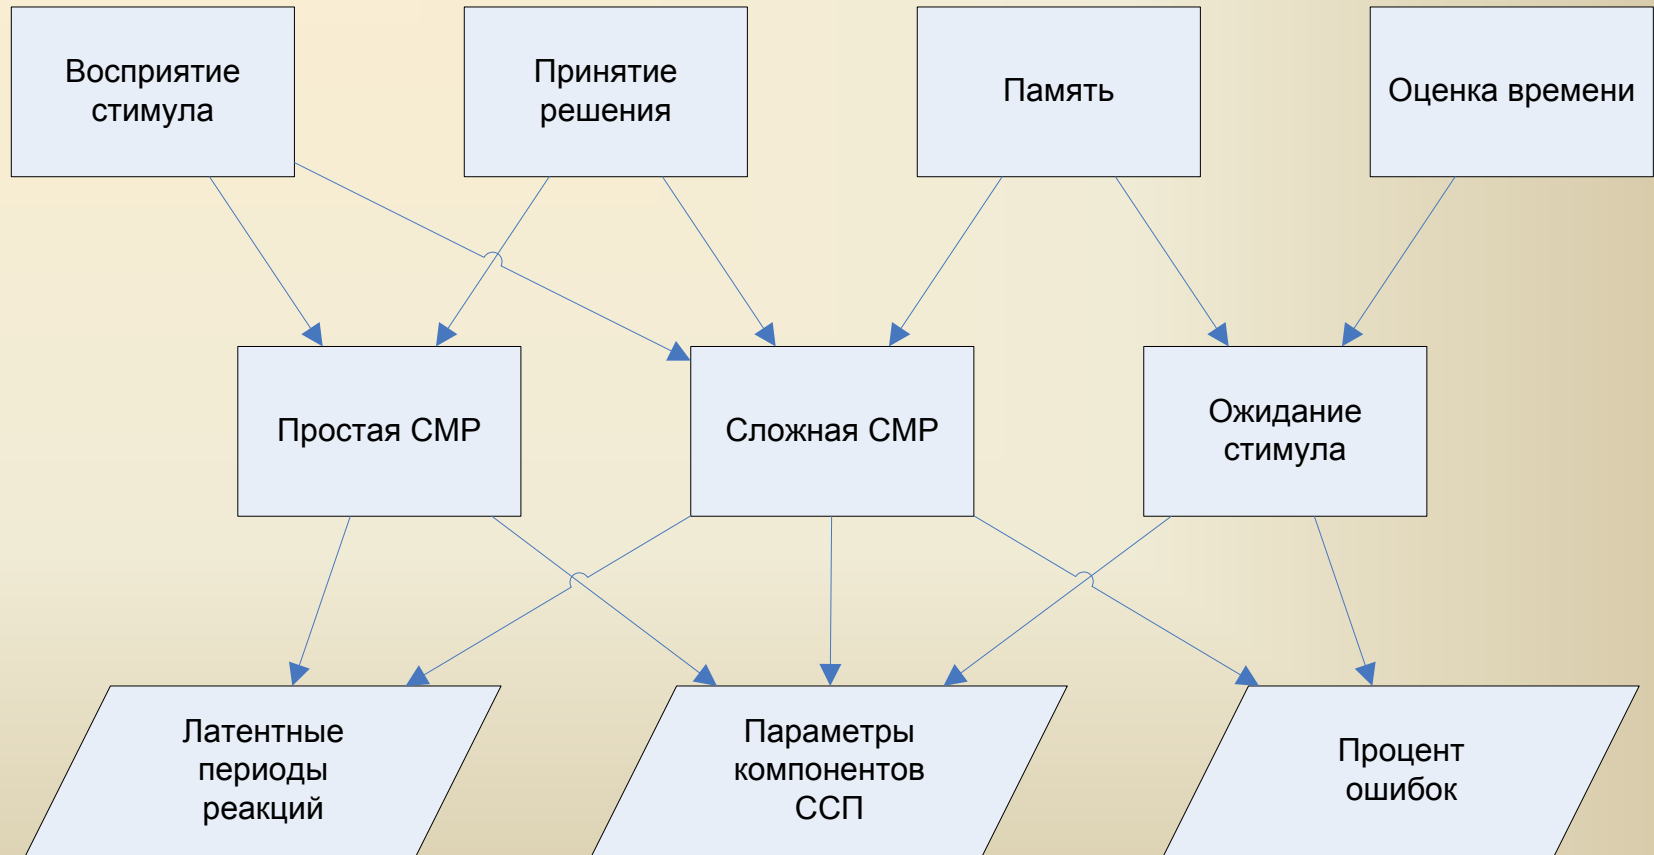 Восприятие
стимула
Принятие
решения
Память
Оценка времени
Простая СМР
Сложная СМР
Ожидание
стимула
Латентные
периоды
реакций
Параметры
компонентов
ССП
Процент
ошибок